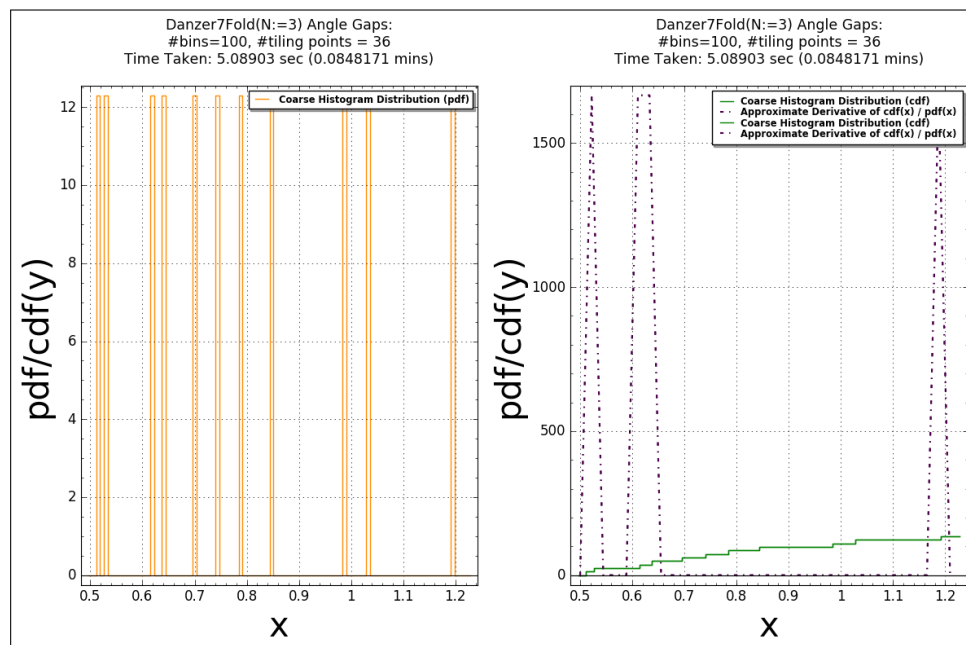 Danzer7Fold(N:=3) Angle Gaps:
#bins=100, #tiling points = 36
Time Taken: 5.08903 sec (0.0848171 mins)
Coarse Histogram Distribution (pdf)
12
10
8
6
4
2
0
0.5 0.6 0.7 0.8 0.9 1 1.1 1.2
pdf/cdf(y)
x
Danzer7Fold(N:=3) Angle Gaps:
#bins=100, #tiling points = 36
Time Taken: 5.08903 sec (0.0848171 mins)
Coarse Histogram Distribution (cdf)
Approximate Derivative of cdf(x) / pdf(x)
Coarse Histogram Distribution (cdf)
Approximate Derivative of cdf(x) / pdf(x)
1500
1000
500
0
0.5 0.6 0.7 0.8 0.9 1 1.1 1.2
pdf/cdf(y)
x